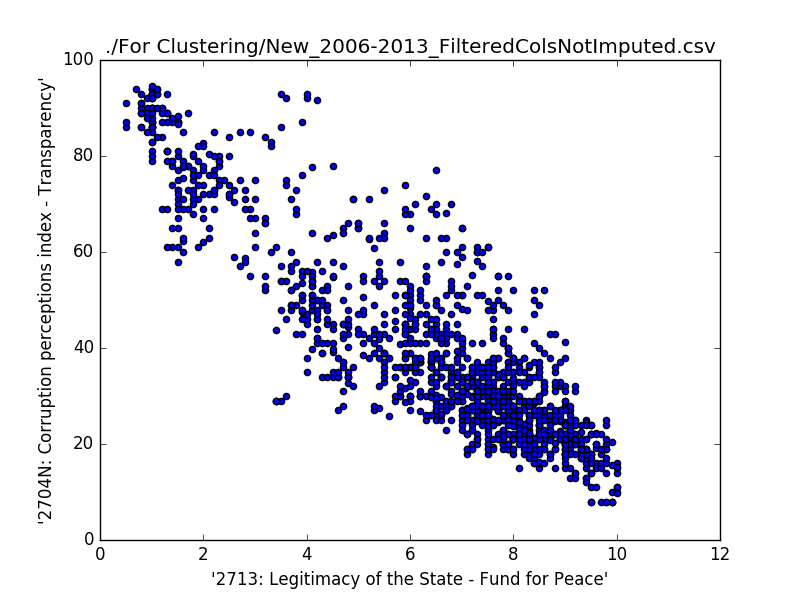 ./For Clustering/New_2006-2013_FilteredColsNotImputed.csv
100
80
60
40
20
0
'2704N: Corruption perceptions index - Transparency'
0 2 4 6 8 10 12
'2713: Legitimacy of the State - Fund for Peace'